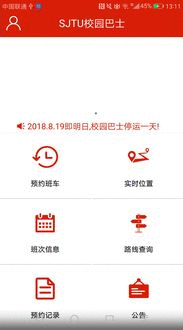 中国联通
5% 13:11
SJTU校园巴士
2018.8.19即明日,校园巴士停运一天!
预约班车 实时位置
班次信息 路线查询
预约记录 公告